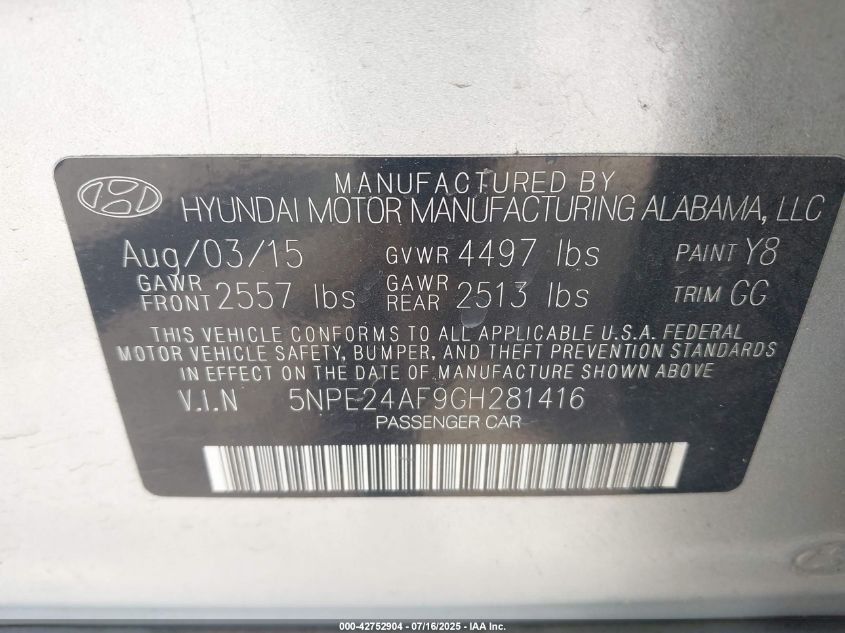 MANUFACTURED BY
HYUNDAI MOTOR MANUFACTURING ALABAMA, LLC
Aug/03/15 GVWR 4497 lbs PAINT Y8
GAWR FRONT 2557 lbs GAWR REAR 2513 lbs TRIM GG
THIS VEHICLE CONFORMS TO ALL APPLICABLE U.S.A. FEDERAL
MOTOR VEHICLE SAFETY, BUMPER, AND THEFT PREVENTION STANDARDS
IN EFFECT ON THE DATE OF MANUFACTURE SHOWN ABOVE
V.I.N 5NPE24AF9GH281416
PASSENGER CAR
000-42752904 - 07/16/2025 - IAA Inc.